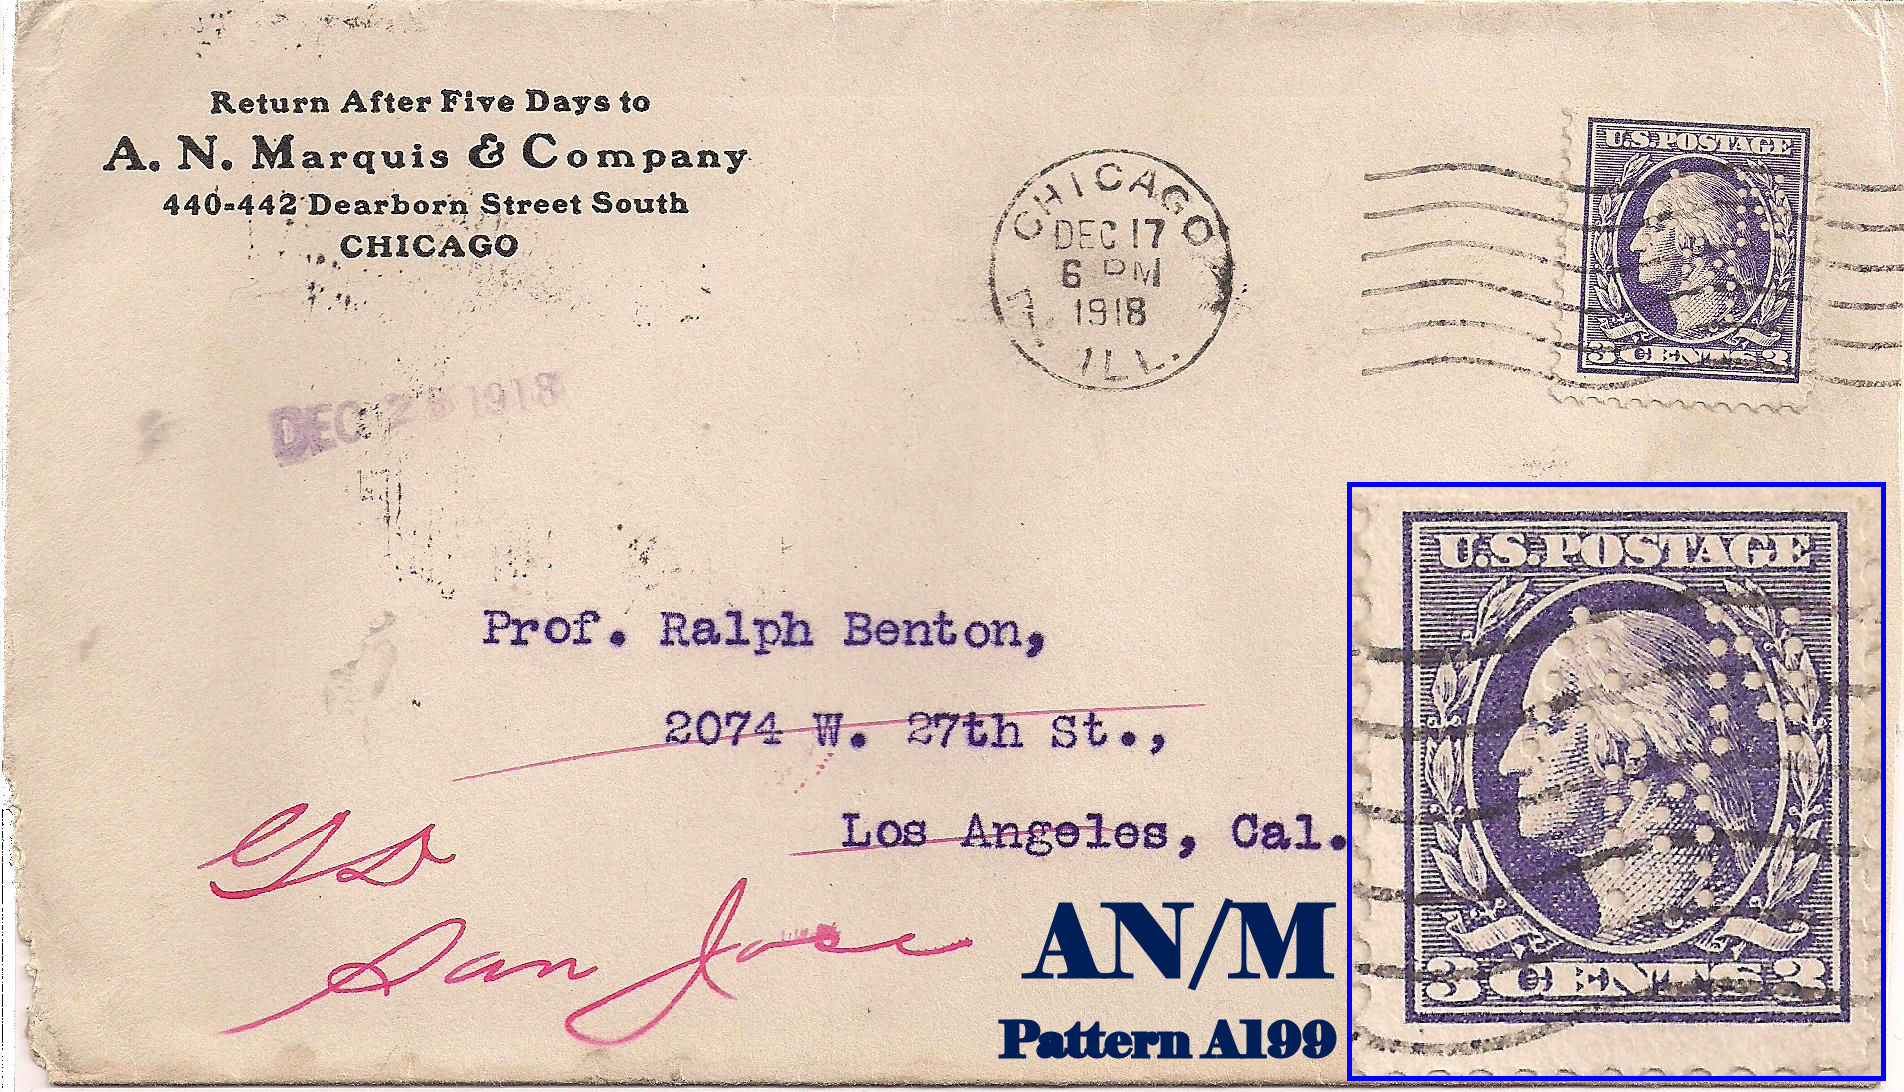 Return After Five Days to
A. N. Marquis & Company
440-442 Dearborn Street South
CHICAGO
CHICAGO
DEC 17
6 PM
1918
ILL.
U.S. POSTAGE
3 CENTS 3
DEC 1918
Prof. Ralph Benton,
2074 W. 27th St.,
Los Angeles, Cal.
San Jose
AN/M
Pattern A199
U.S. POSTAGE
3 CENTS 3